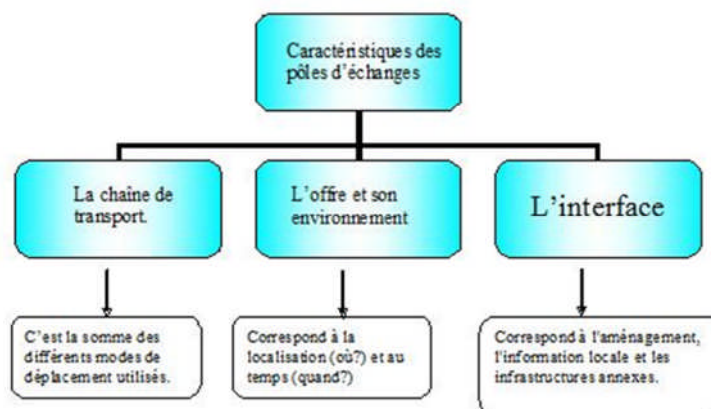 Caractéristiques des
pôles d'échanges
La chaîne de
transport.
L'offre et son
environnement
L'interface
C'est la somme des
différents modes de
déplacement utilisés.
Correspond à la
localisation (où?) et au
temps (quand?)
Correspond à l'aménagement,
l'information locale et les
infrastructures annexes.